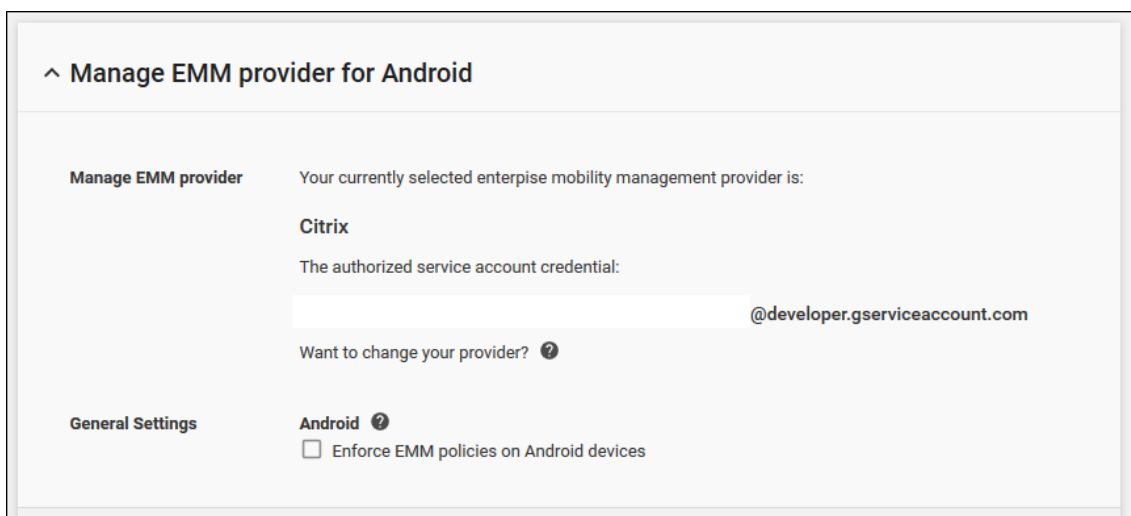 Manage EMM provider for Android
Manage EMM provider
Your currently selected enterpise mobility management provider is:
Citrix
The authorized service account credential:
@developer.gserviceaccount.com
Want to change your provider?
General Settings
Android
Enforce EMM policies on Android devices